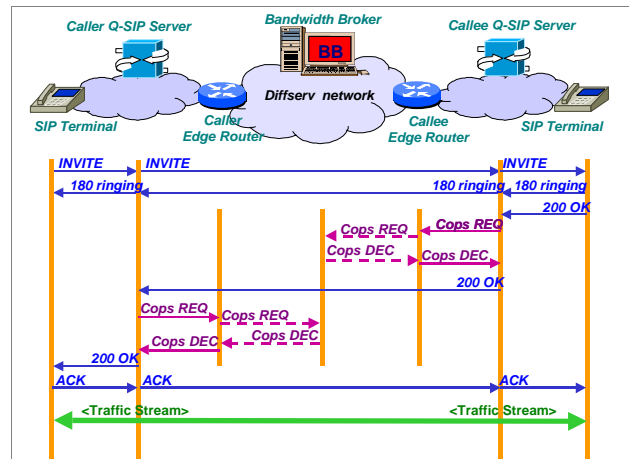 Bandwidth Broker
Caller Q-SIP Server
Callee Q-SIP Server
BB
Diffserv network
SIP Terminal
Caller
Edge Router
Callee
Edge Router
SIP Terminal
INVITE
INVITE
INVITE
180 ringing
180 ringing
180 ringing
200 OK
Cops REQ
Cops REQ
Cops DEC
Cops DEC
200 OK
Cops REQ
Cops REQ
Cops DEC
Cops DEC
200 OK
ACK
ACK
ACK
<Traffic Stream>
<Traffic Stream>